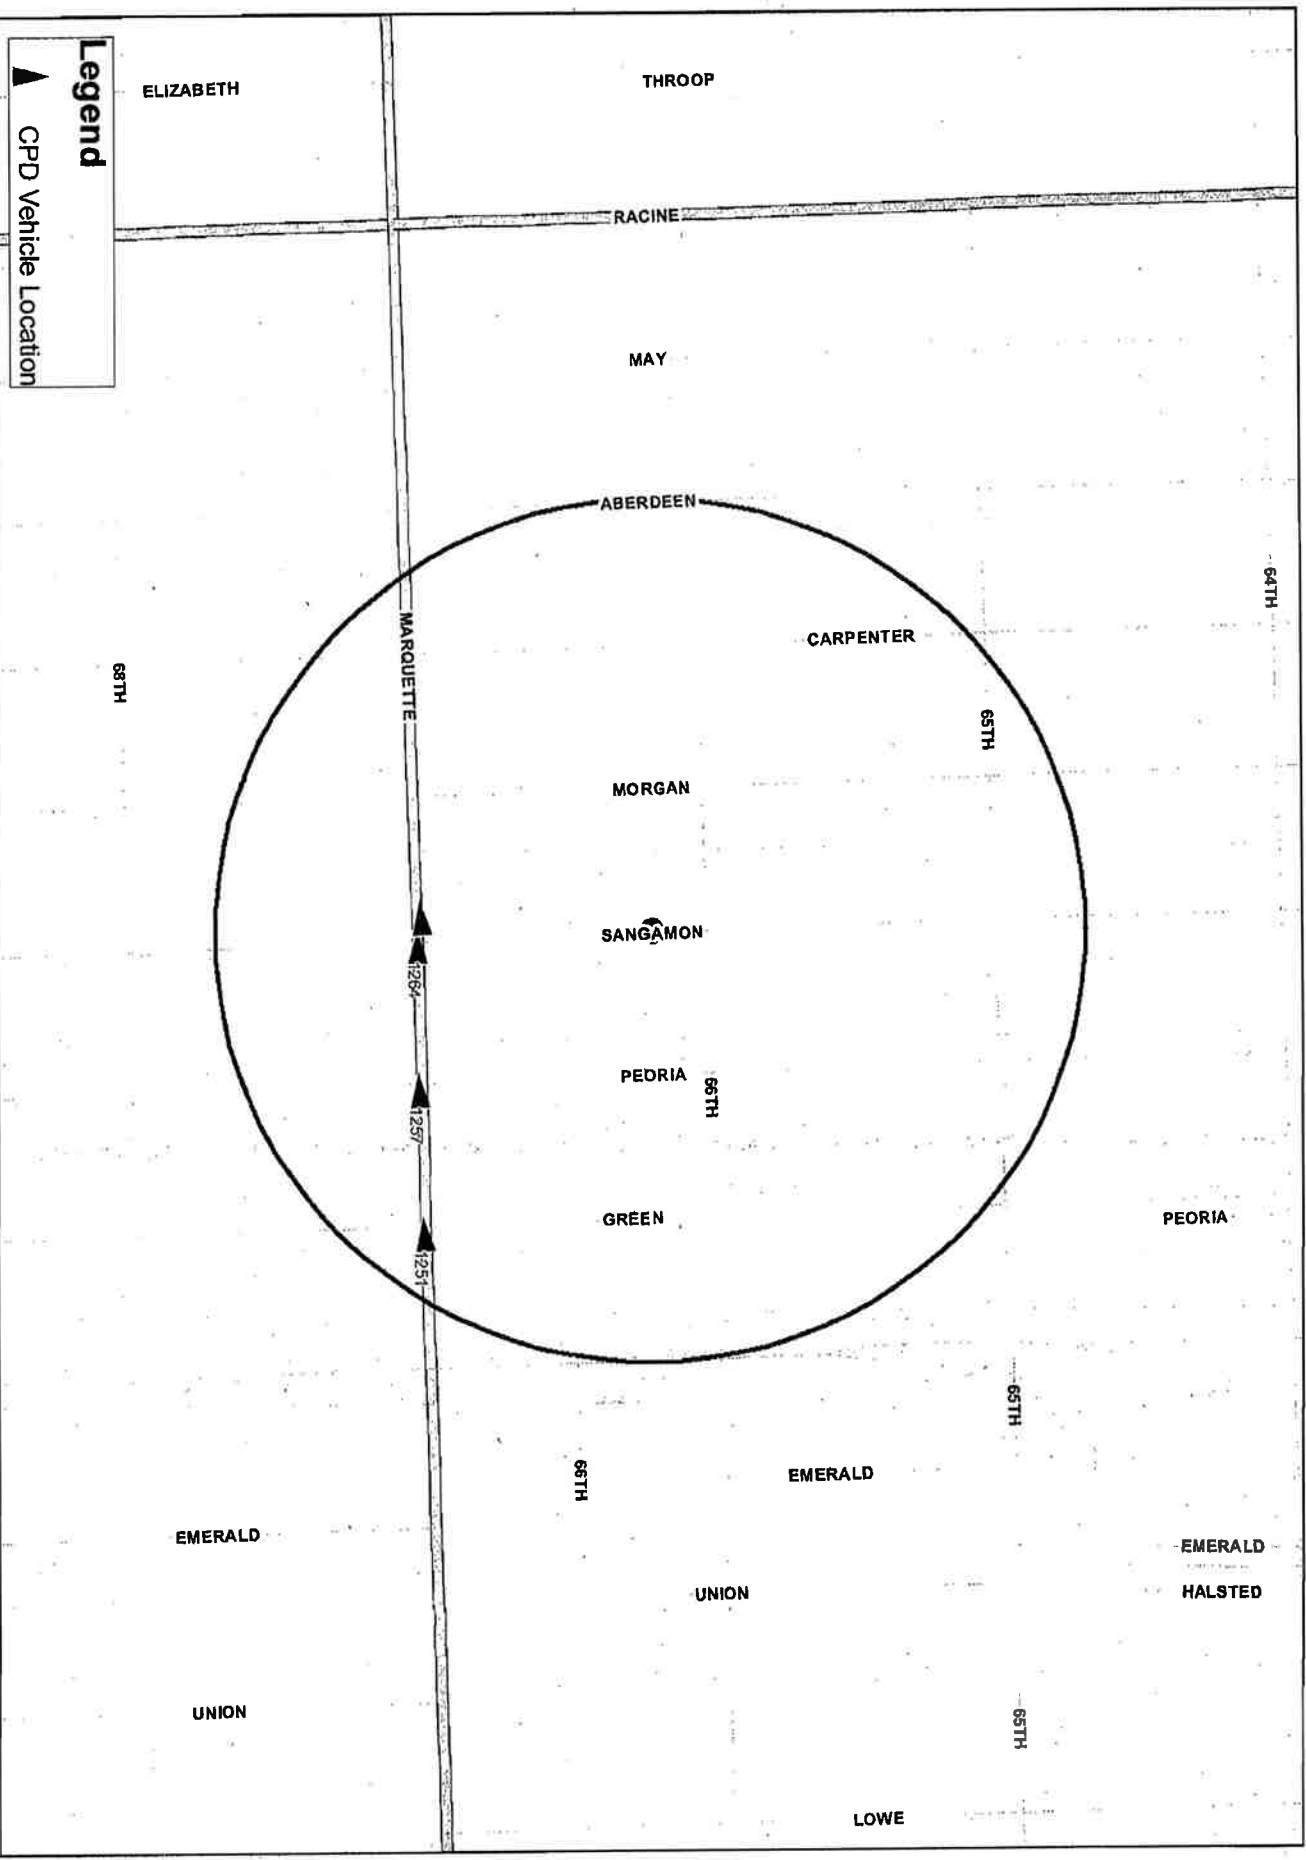 Legend
CPD Vehicle Location
ELIZABETH
THROOP
RACINE
MAY
ABERDEEN
64TH
CARPENTER
MARQUETTE
68TH
65TH
MORGAN
SANGAMON
1264
PEORIA
66TH
1257
GREEN
PEORIA
1251
65TH
66TH
EMERALD
EMERALD
EMERALD
UNION
HALSTED
UNION
65TH
LOWE